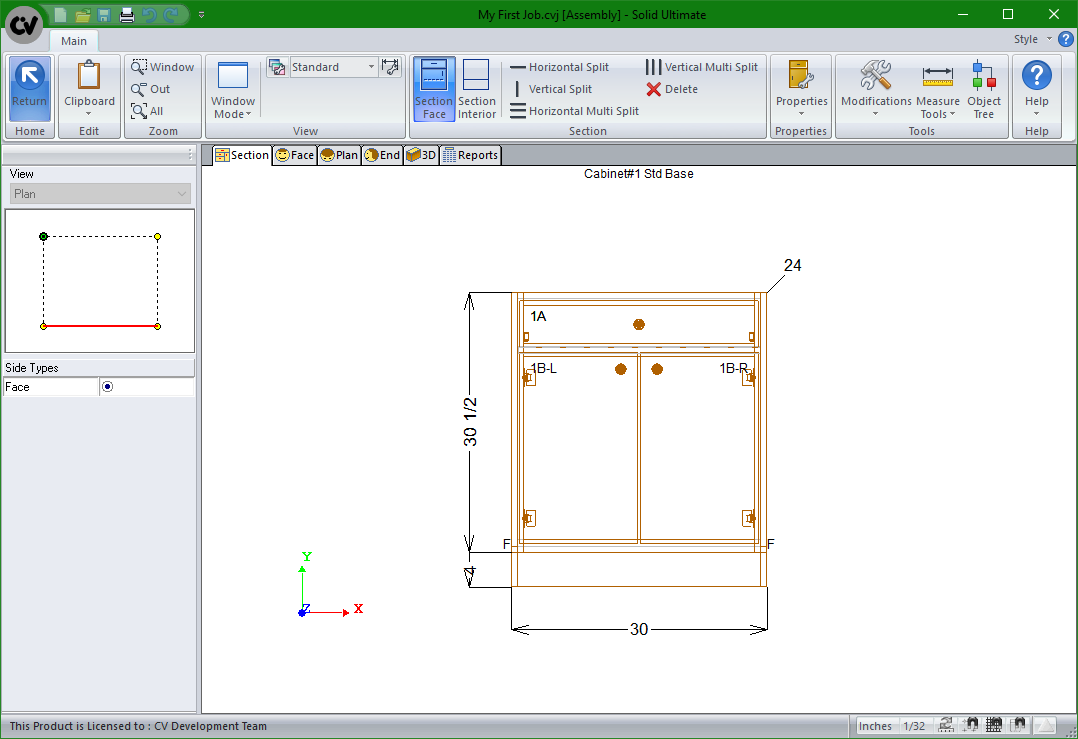 CV
My First Job.cvj [Assembly] - Solid Ultimate
Main
Style
Return
Home
Clipboard
Edit
Window
Out
All
Zoom
Window
Mode
Standard
View
Section
Face
Section
Interior
Horizontal Split
Vertical Split
Horizontal Multi Split
Vertical Multi Split
Delete
Section
Properties
Properties
Modifications
Measure
Tools
Object
Tree
Tools
Help
Help
Section Face Plan End 3D Reports
View
Plan
Side Types
Face
Cabinet#1 Std Base
24
1A
1B-L 1B-R
30 1/2
F F
4
30
Y
Z X
This Product is Licensed to : CV Development Team
Inches 1/32